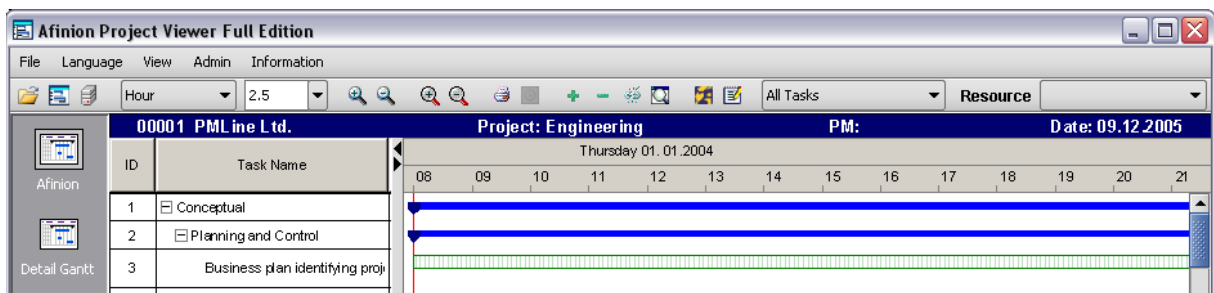 Afinion Project Viewer Full Edition
File Language View Admin Information
Hour 2.5 All Tasks Resource
00001 PMLine Ltd. Project: Engineering PM: Date: 09.12.2005
Thursday 01. 01.2004
ID Task Name
08 09 10 11 12 13 14 15 16 17 18 19 20 21
Afinion
1 Conceptual
2 Planning and Control
Detail Gantt
3 Business plan identifying proj